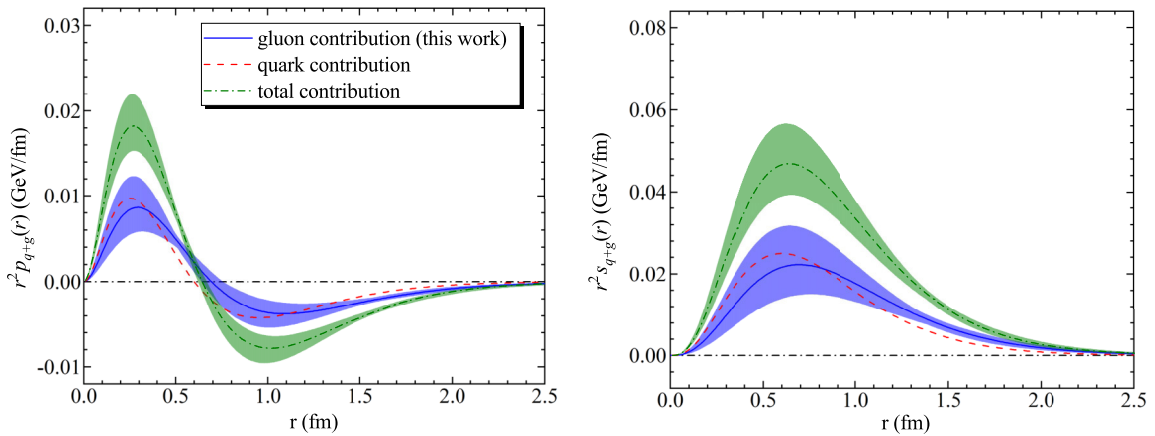 0.03
0.02
0.01
0.00
-0.01
r²p_{q+g}(r) (GeV/fm)
gluon contribution (this work)
quark contribution
total contribution
0.0 0.5 1.0 1.5 2.0 2.5
r (fm)
0.08
0.06
0.04
0.02
0.00
r² s_{q+g}(r) (GeV/fm)
0.0 0.5 1.0 1.5 2.0 2.5
r (fm)